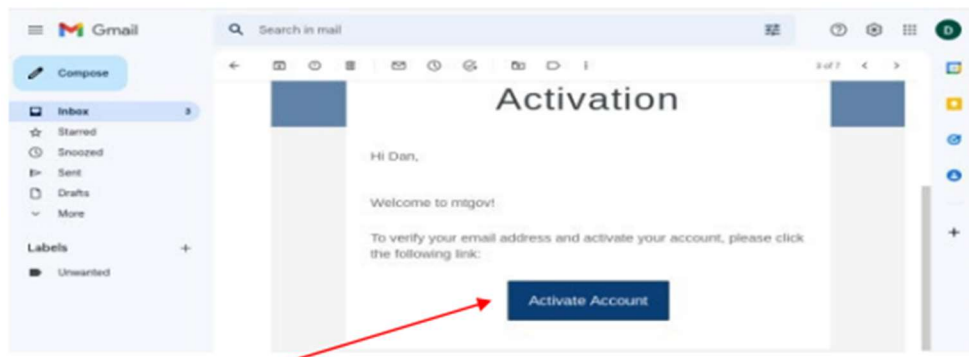 Gmail
Search in mail
Compose
Inbox 3
Starred
Snoozed
Sent
Drafts
More
Labels
Unwanted
Activation
Hi Dan,
Welcome to mtgov!
To verify your email address and activate your account, please click
the following link:
Activate Account
D